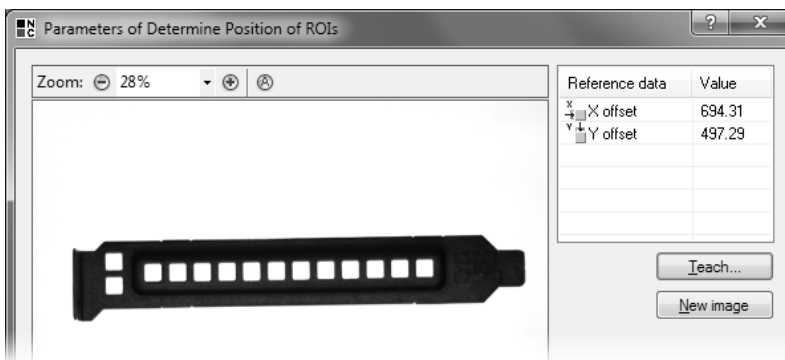 NC Parameters of Determine Position of ROIs
Zoom: 28%
Reference data Value
X X offset 694.31
Y Y offset 497.29
Teach...
New image